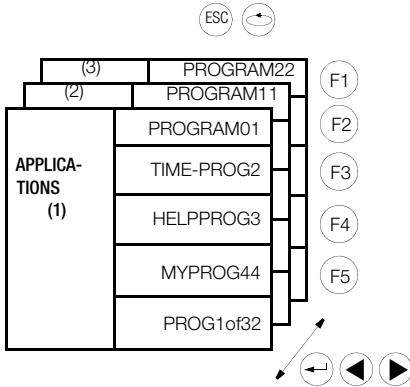 ESC
(3) PROGRAM22 F1
(2) PROGRAM11
PROGRAM01 F2
APPLICA- TIME-PROG2 F3
TIONS
(1) HELPPROG3 F4
MYPROG44 F5
PROG1of32